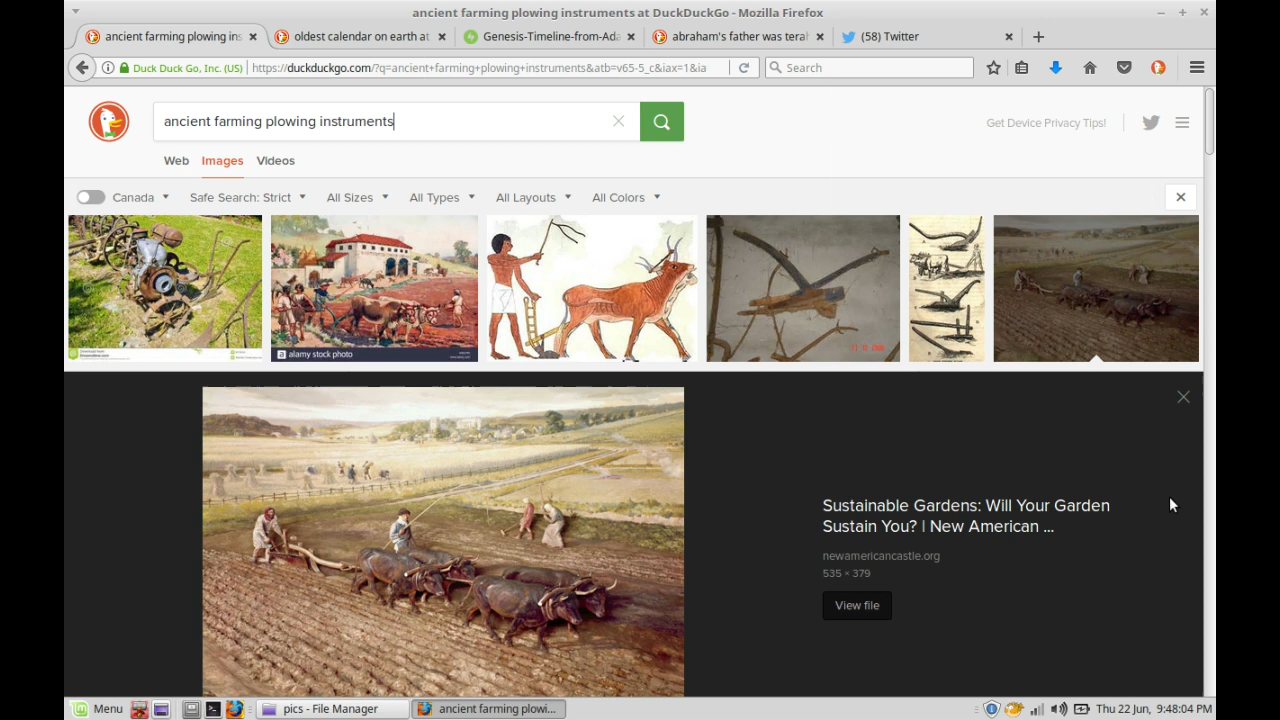 ancient farming plowing instruments at DuckDuckGo - Mozilla Firefox
ancient farming plowing ins
oldest calendar on earth at
Genesis-Timeline-from-Ada
abraham's father was terah
(58) Twitter
Duck Duck Go, Inc. (US)
https://duckduckgo.com/?q=ancient+farming+plowing+instruments&atb=v65-5_c&iax=1&ia
Search
ancient farming plowing instruments
Get Device Privacy Tips!
Web Images Videos
Canada Safe Search: Strict All Sizes All Types All Layouts All Colors
a alamy stock photo
Sustainable Gardens: Will Your Garden
Sustain You? | New American ...
newamericancastle.org
535 × 379
View file
Menu
pics - File Manager
ancient farming plowi...
Thu 22 Jun, 9:48:04 PM